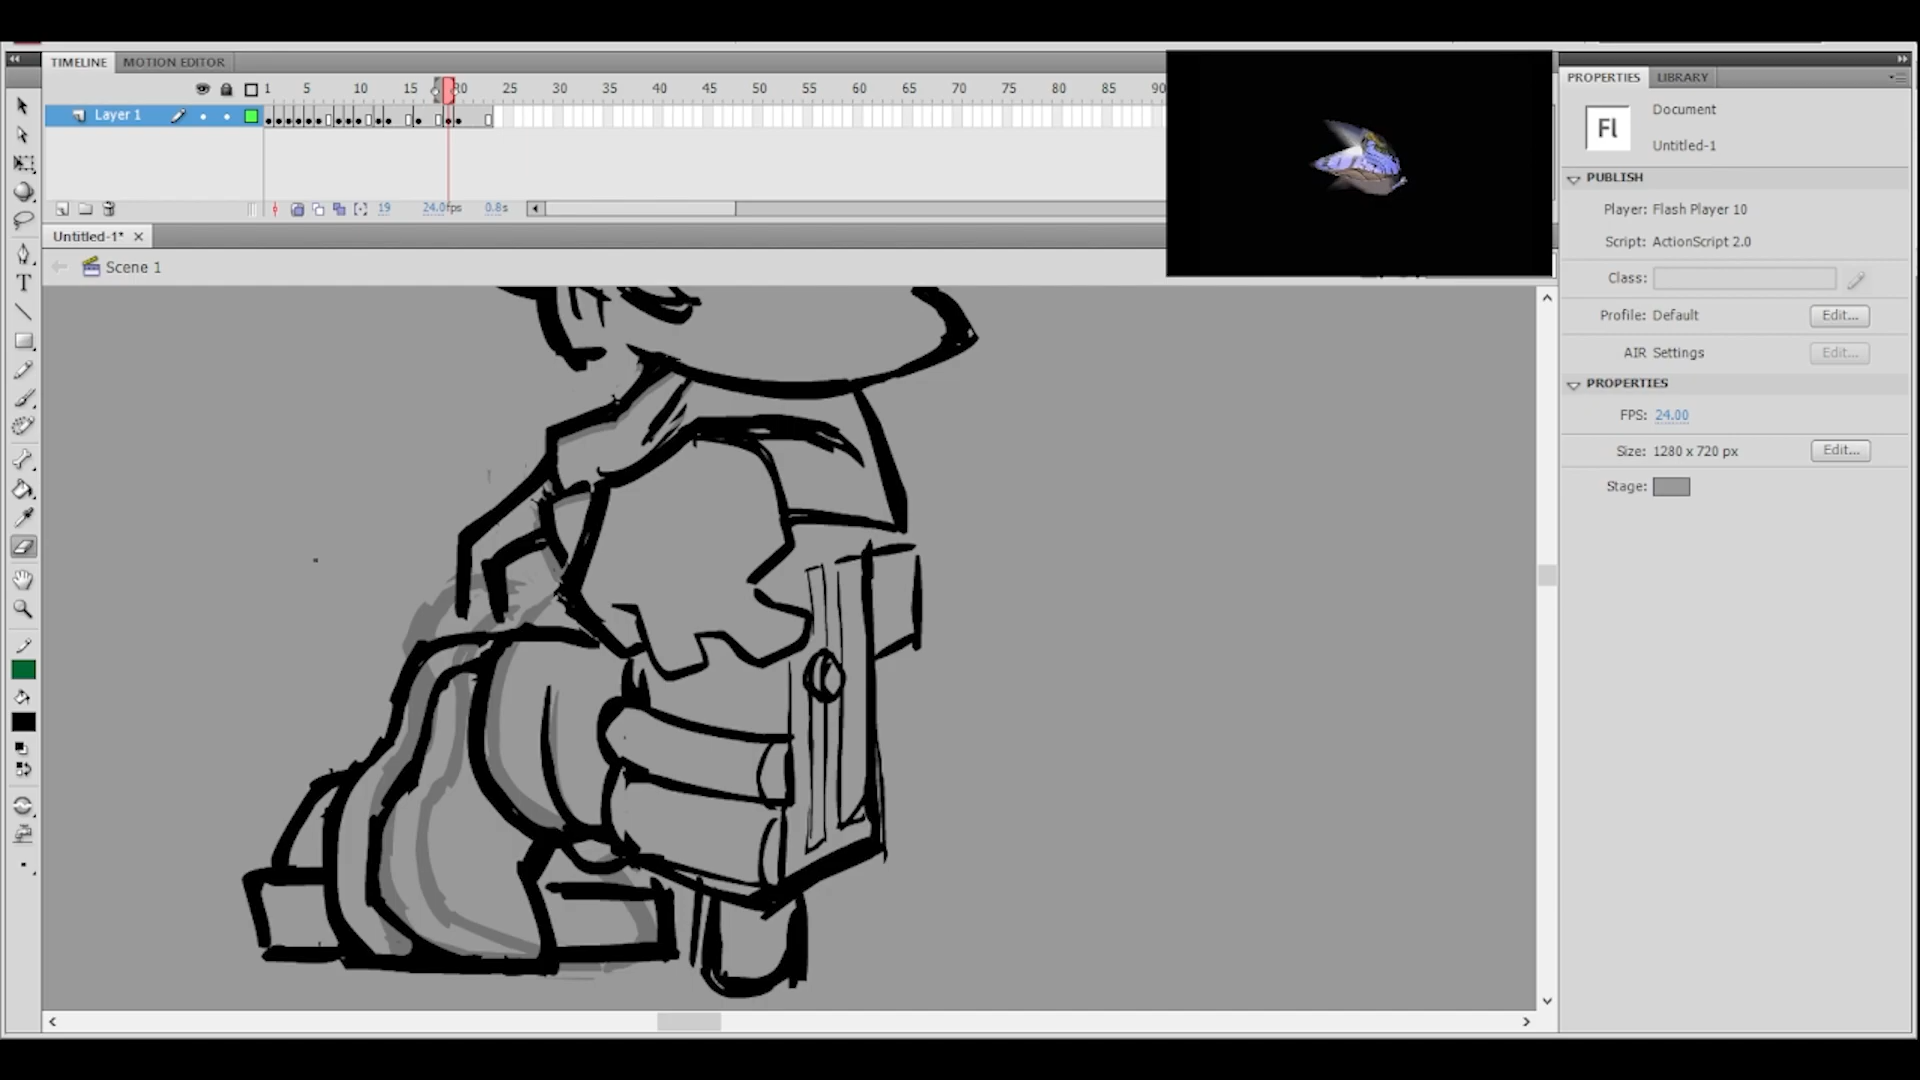 TIMELINE MOTION EDITOR
1 5 10 15 20 25 30 35 40 45 50 55 60 65 70 75 80 85 90
Layer 1
19 24.0fps 0.8s
Untitled-1*
Scene 1
T
PROPERTIES LIBRARY
Fl
Document
Untitled-1
PUBLISH
Player: Flash Player 10
Script: ActionScript 2.0
Class:
Profile: Default Edit...
AIR Settings Edit...
PROPERTIES
FPS: 24.00
Size: 1280 x 720 px Edit...
Stage: